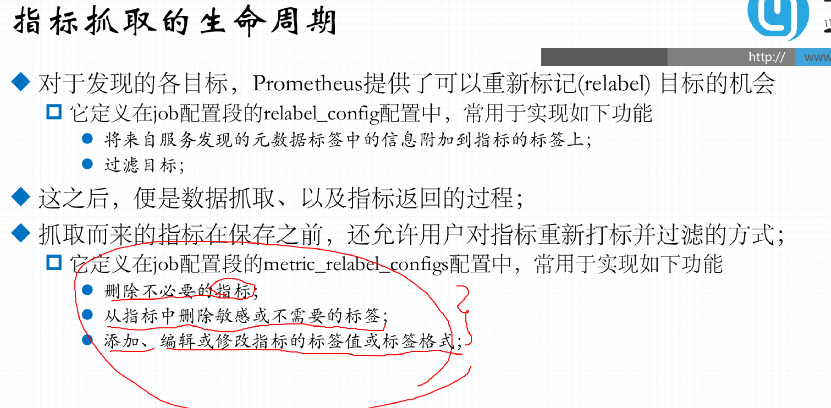 指标抓取的生命周期
http:// www
对于发现的各目标，Prometheus提供了可以重新标记(relabel) 目标的机会
它定义在job配置段的relabel_config配置中，常用于实现如下功能
将来自服务发现的元数据标签中的信息附加到指标的标签上；
过滤目标；
这之后，便是数据抓取、以及指标返回的过程；
抓取而来的指标在保存之前，还允许用户对指标重新打标并过滤的方式；
它定义在job配置段的metric_relabel_configs配置中，常用于实现如下功能
删除不必要的指标；
从指标中删除敏感或不需要的标签；
添加、编辑或修改指标的标签值或标签格式；